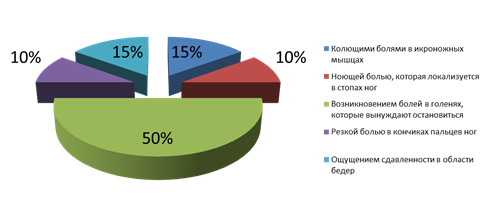 15%
15%
10%
10%
50%
Колющими болями в икроножных
мышцах
Ноющей болью, которая локализуется
в стопах ног
Возникновением болей в голенях,
которые вынуждают остановиться
Резкой болью в кончиках пальцев ног
Ощущением сдавленности в области
бедер